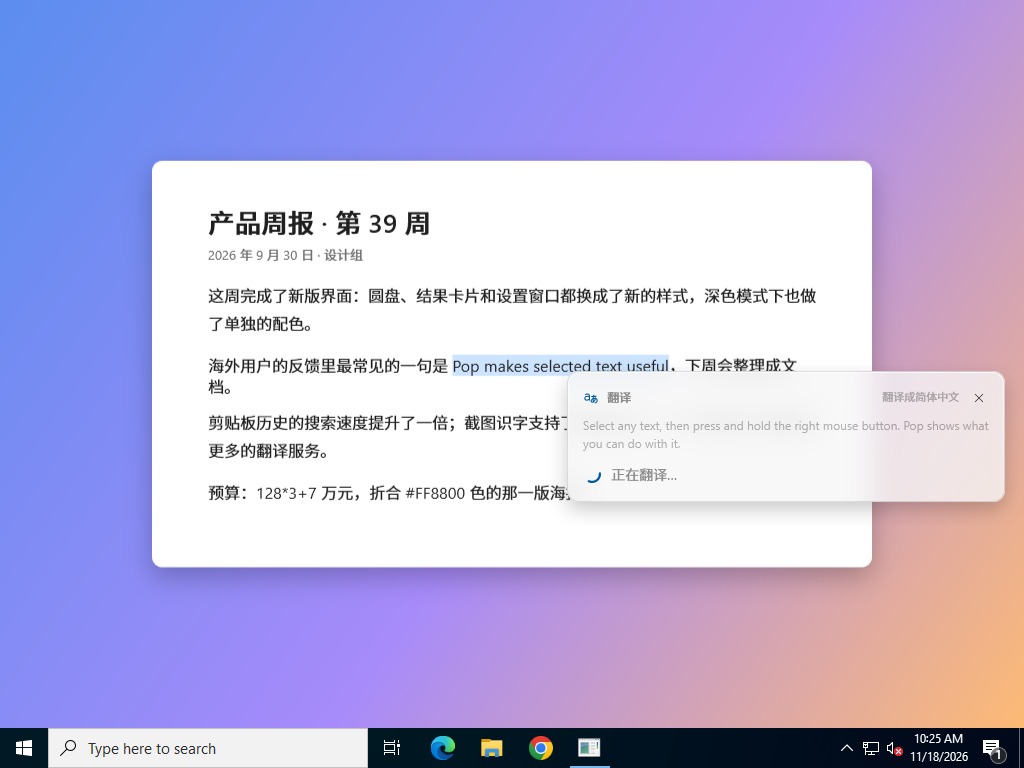 产品周报 · 第 39 周
2026 年 9 月 30 日 · 设计组
这周完成了新版界面：圆盘、结果卡片和设置窗口都换成了新的样式，深色模式下也做
了单独的配色。
海外用户的反馈里最常见的一句是 Pop makes selected text useful，下周会整理成文
档。
剪贴板历史的搜索速度提升了一倍；截图识字支持了
更多的翻译服务。
预算：128*3+7 万元，折合 #FF8800 色的那一版海
翻译
翻译成简体中文
Select any text, then press and hold the right mouse button. Pop shows what
you can do with it.
正在翻译...
Type here to search
10:25 AM
11/18/2026
1